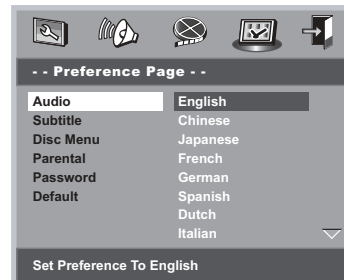 - - Preference Page - -
Audio English
Subtitle Chinese
Disc Menu Japanese
Parental French
Password German
Default Spanish
Dutch
Italian
Set Preference To English